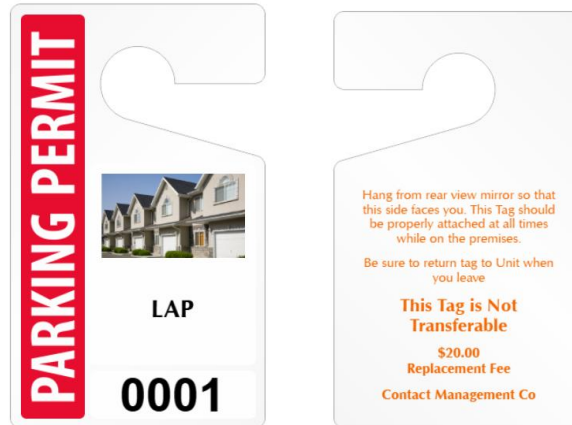 PARKING PERMIT
LAP
0001
Hang from rear view mirror so that
this side faces you. This Tag should
be properly attached at all times
while on the premises.
Be sure to return tag to Unit when
you leave
This Tag is Not
Transferable
$20.00
Replacement Fee
Contact Management Co